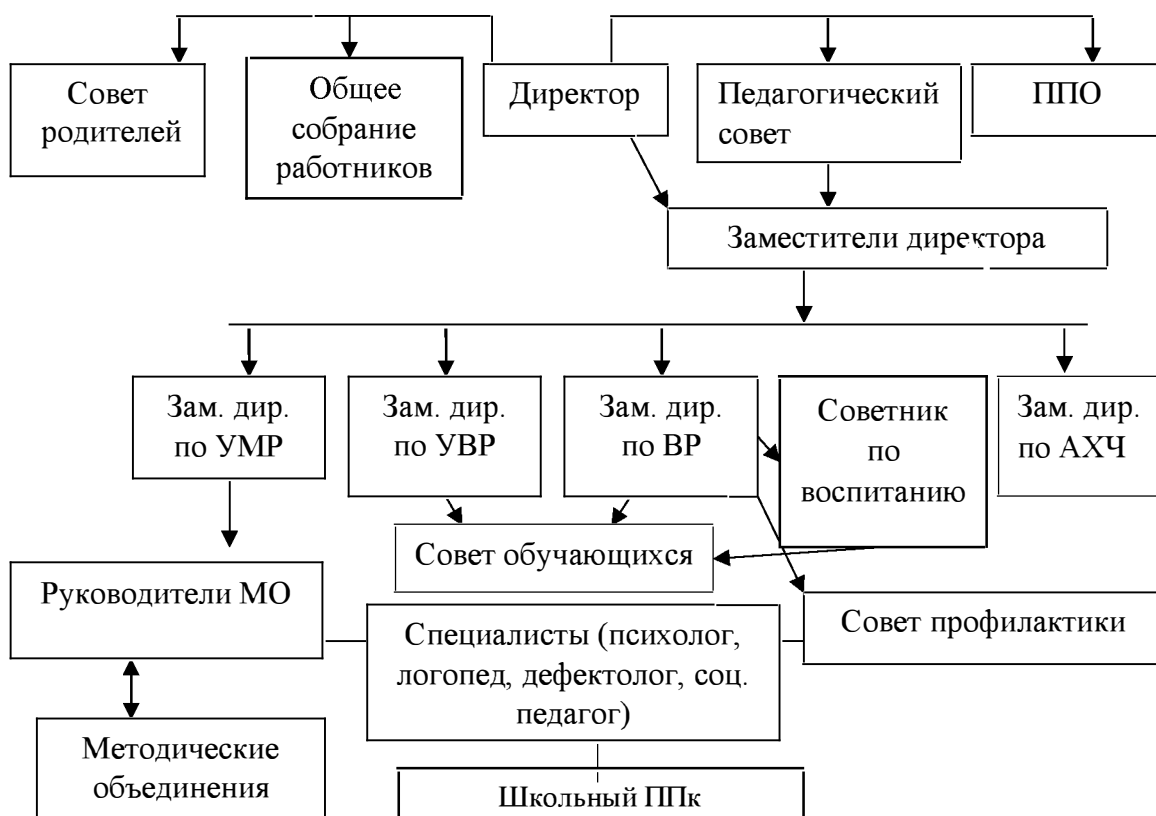 Совет
родителей
Общее
собрание
работников
Директор
Педагогический
совет
ППО
Заместители директора
Зам. дир.
по УМР
Зам. дир.
по УВР
Зам. дир.
по ВР
Советник
по
воспитанию
Зам. дир.
по АХЧ
Совет обучающихся
Руководители МО
Специалисты (психолог,
логопед, дефектолог, соц.
педагог)
Совет профилактики
Методические
объединения
Школьный ППк